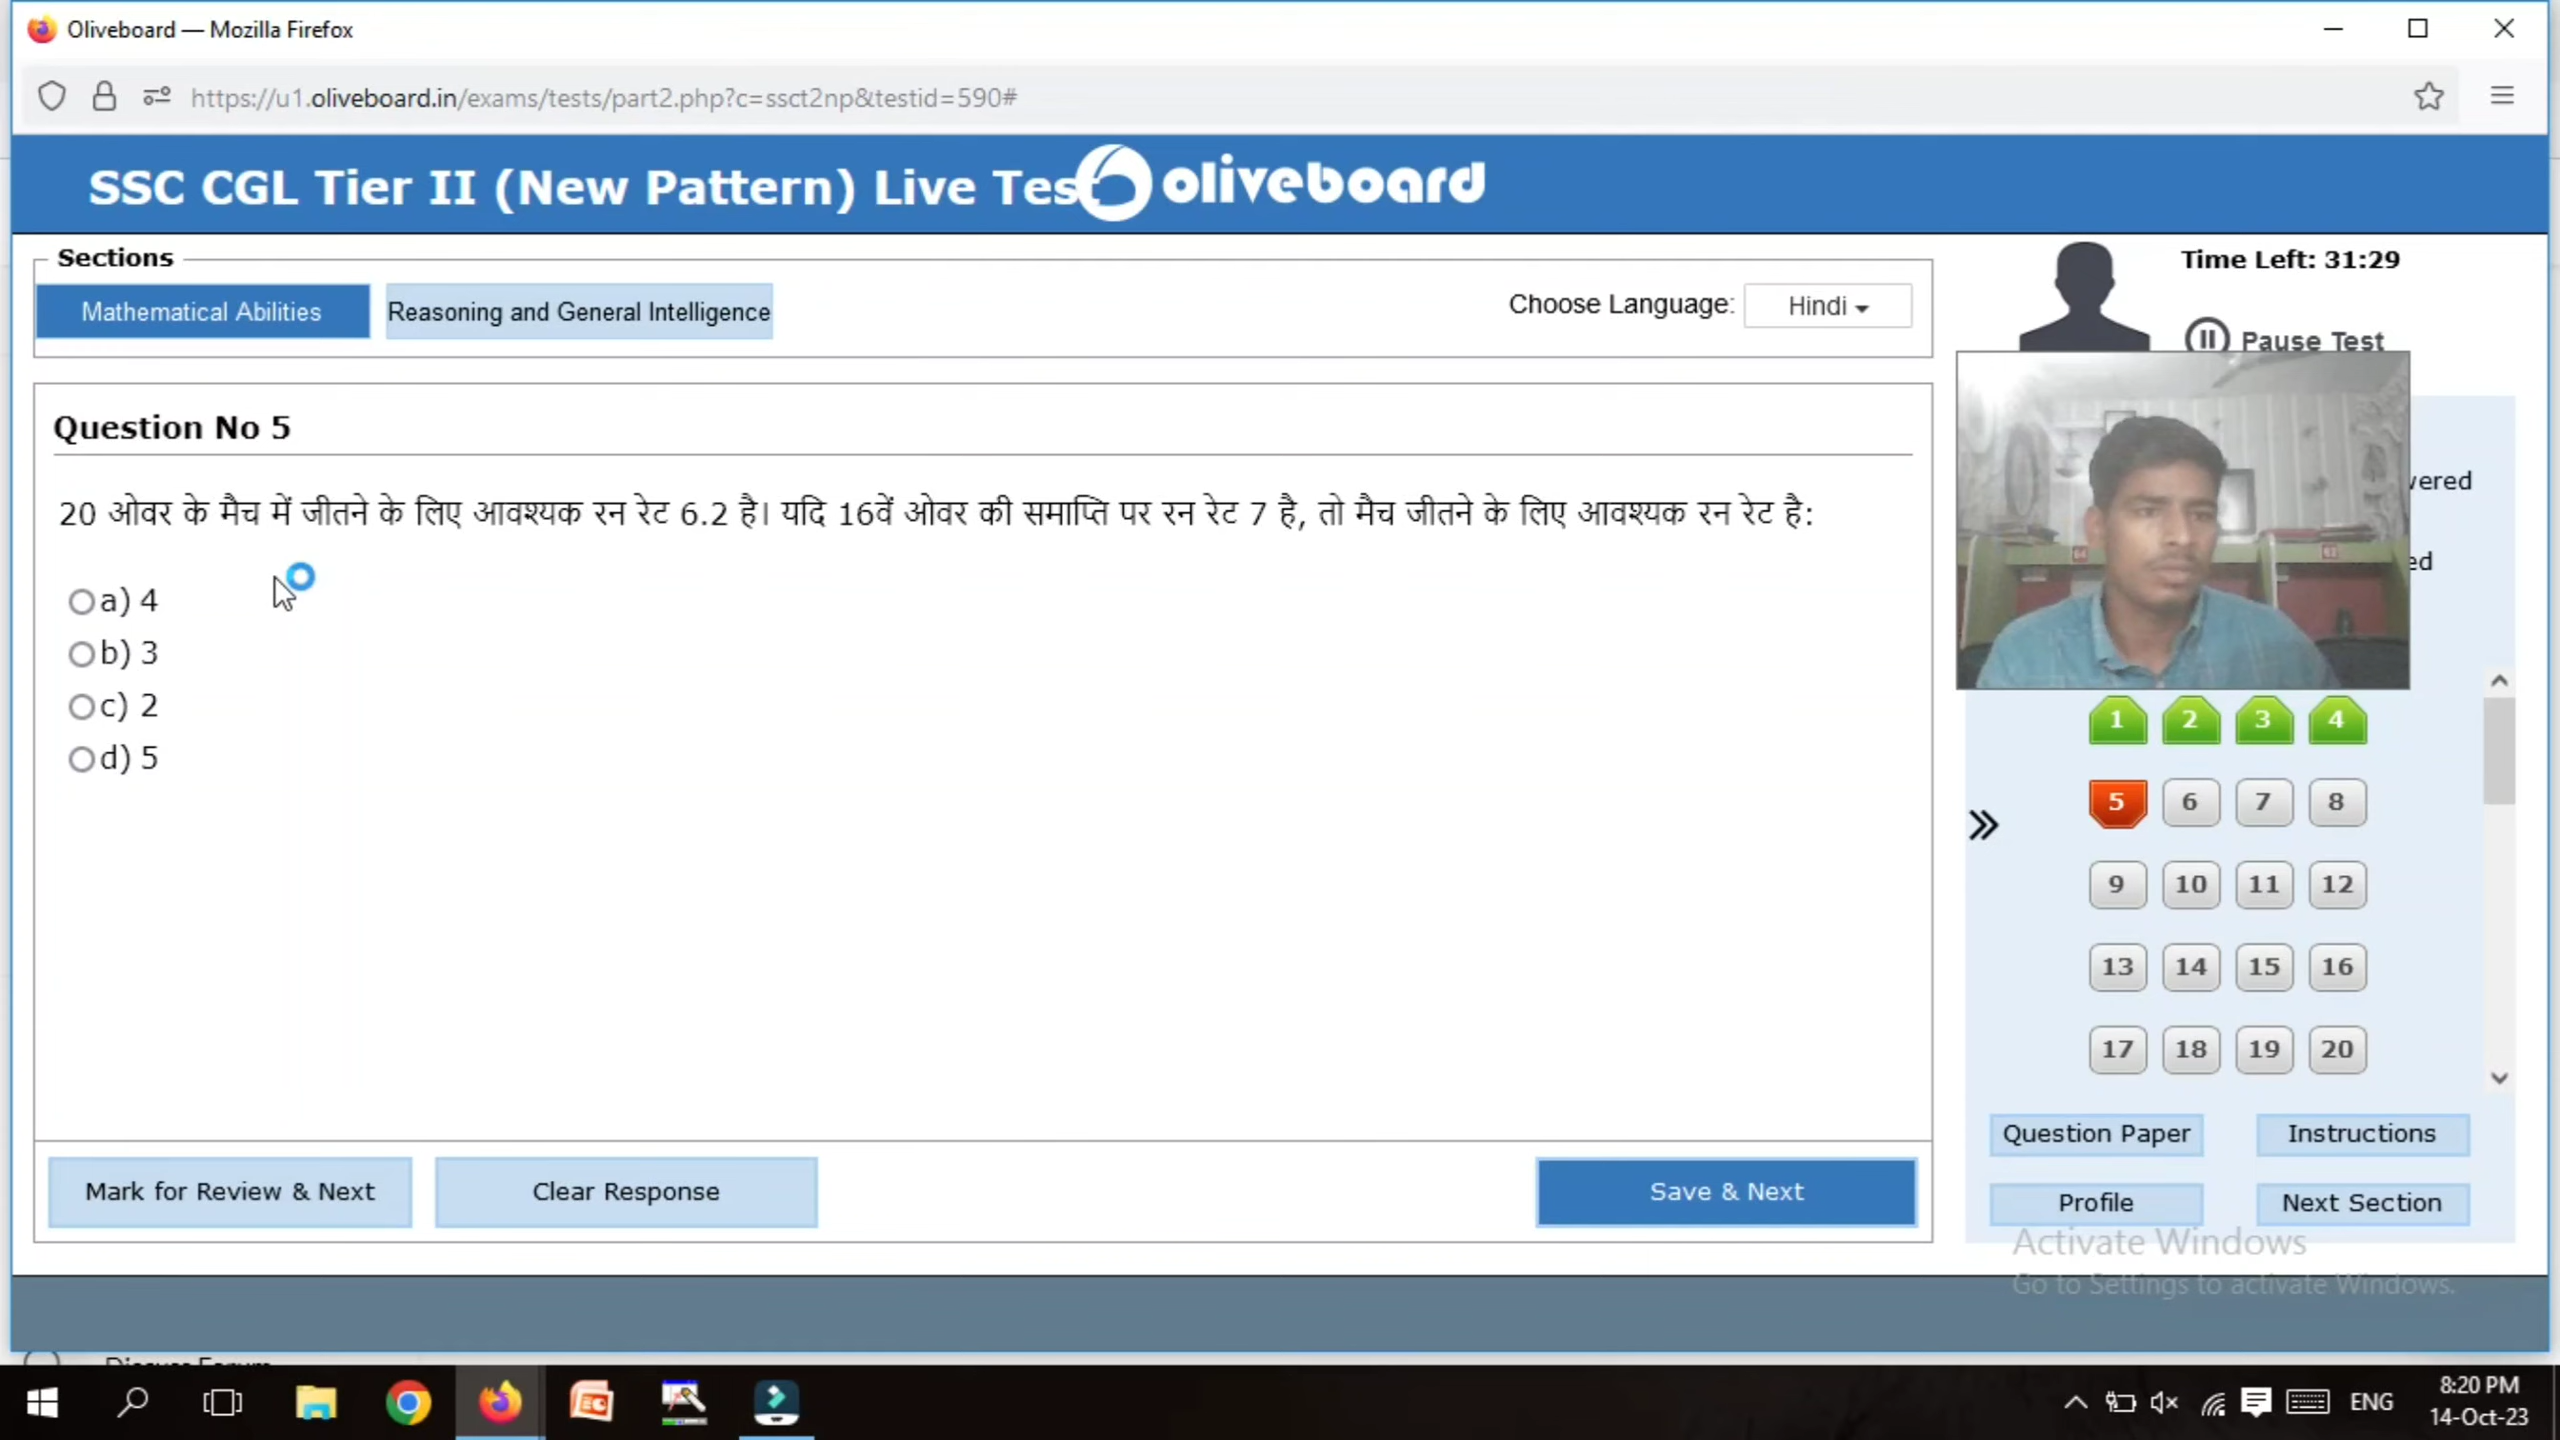 Oliveboard — Mozilla Firefox
https://u1.oliveboard.in/exams/tests/part2.php?c=ssct2np&testid=590#
SSC CGL Tier II (New Pattern) Live Tes
oliveboard
Sections
Mathematical Abilities
Reasoning and General Intelligence
Choose Language:
Hindi
Time Left: 31:29
Pause Test
Question No 5
20 ओवर के मैच में जीतने के लिए आवश्यक रन रेट 6.2 है। यदि 16वें ओवर की समाप्ति पर रन रेट 7 है, तो मैच जीतने के लिए आवश्यक रन रेट है:
a) 4
b) 3
c) 2
d) 5
1 2 3 4
5 6 7 8
9 10 11 12
13 14 15 16
17 18 19 20
Question Paper
Instructions
Profile
Next Section
Mark for Review & Next
Clear Response
Save & Next
Activate Windows
Go to Settings to activate Windows.
ENG
8:20 PM
14-Oct-23